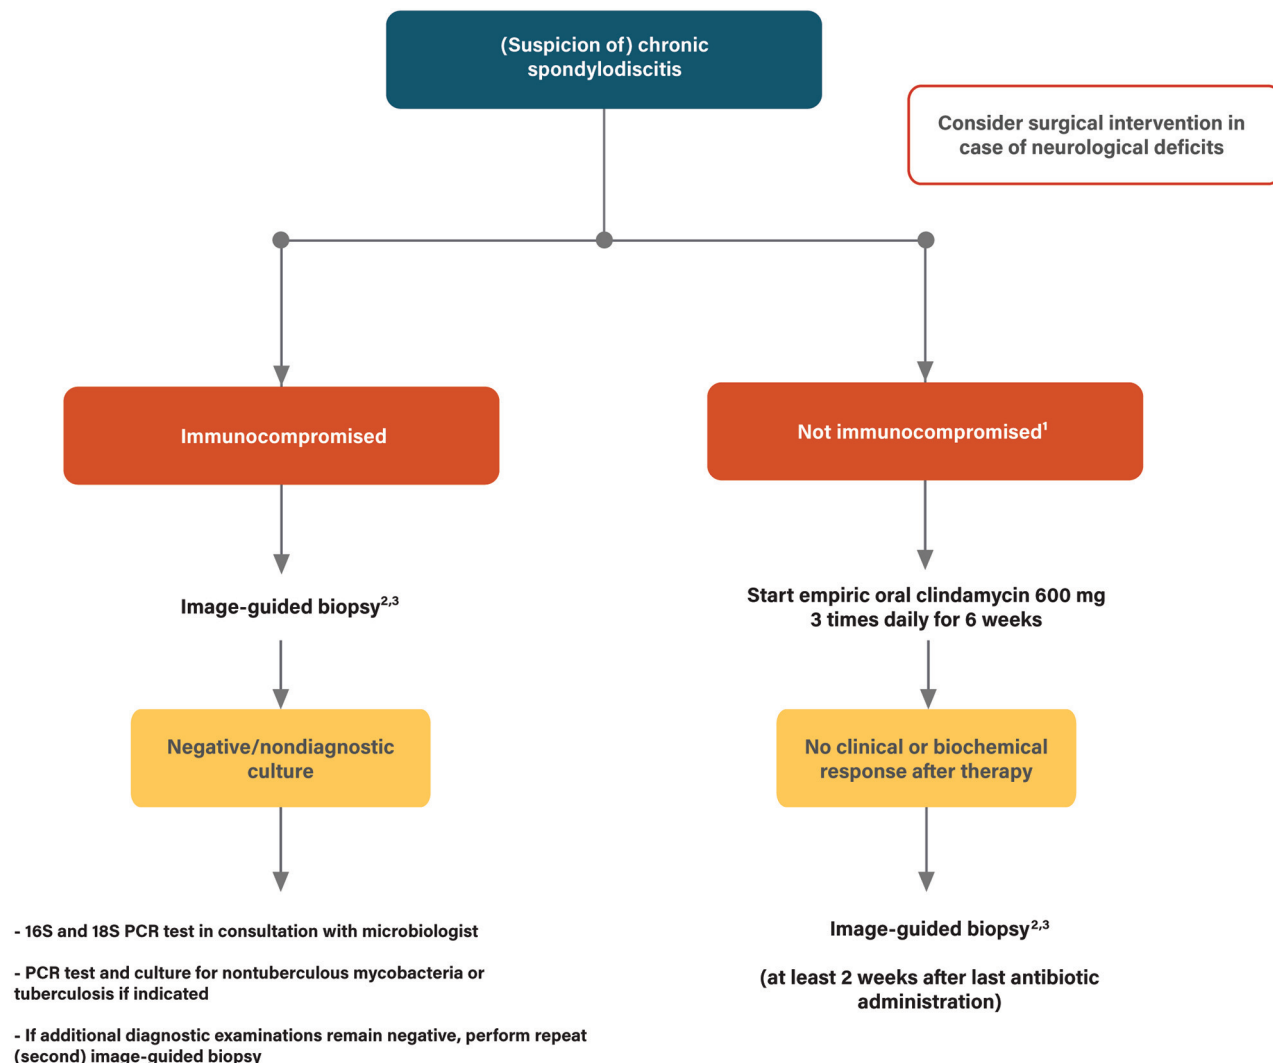 (Suspicion of) chronic
spondylodiscitis
Consider surgical intervention in
case of neurological deficits
Immunocompromised
Not immunocompromised¹
Image-guided biopsy²,³
Start empiric oral clindamycin 600 mg
3 times daily for 6 weeks
Negative/nondiagnostic
culture
No clinical or biochemical
response after therapy
- 16S and 18S PCR test in consultation with microbiologist
- PCR test and culture for nontuberculous mycobacteria or
tuberculosis if indicated
- If additional diagnostic examinations remain negative, perform repeat
(second) image-guided biopsy
Image-guided biopsy²,³
(at least 2 weeks after last antibiotic
administration)